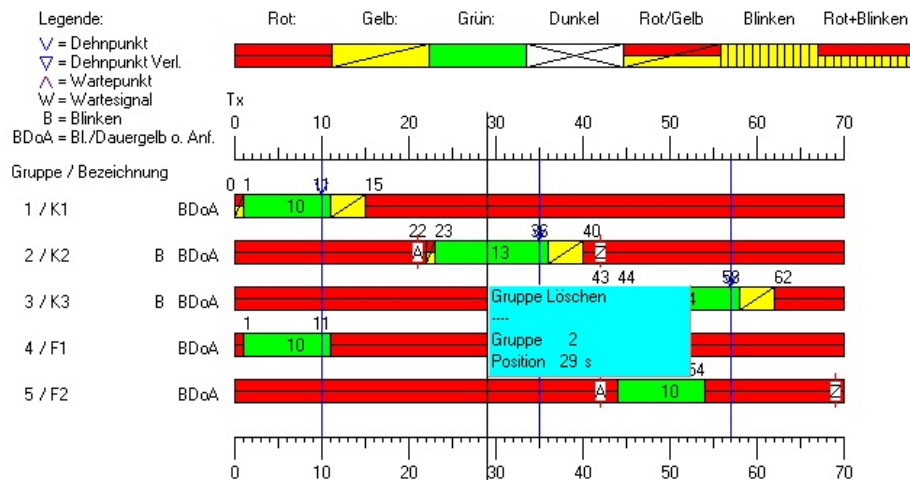 Legende:
Rot: Gelb: Grün: Dunkel Rot/Gelb Blinken Rot+Blinken
V = Dehnpunkt
∇ = Dehnpunkt Verl.
Λ = Wartepunkt
W = Wartesignal
B = Blinken
BDoA = Bl./Dauergelb o. Anf.
Tx
0 10 20 30 40 50 60 70
Gruppe / Bezeichnung
0 1 11 15
1 / K1 BDoA 10
22 23 36 40
2 / K2 B BDoA A 13 Z
43 44 58 62
3 / K3 B BDoA 4
1 11
4 / F1 BDoA 10
Gruppe Löschen
----
Gruppe 2
Position 29 s
54
5 / F2 BDoA A 10 Z
0 10 20 30 40 50 60 70